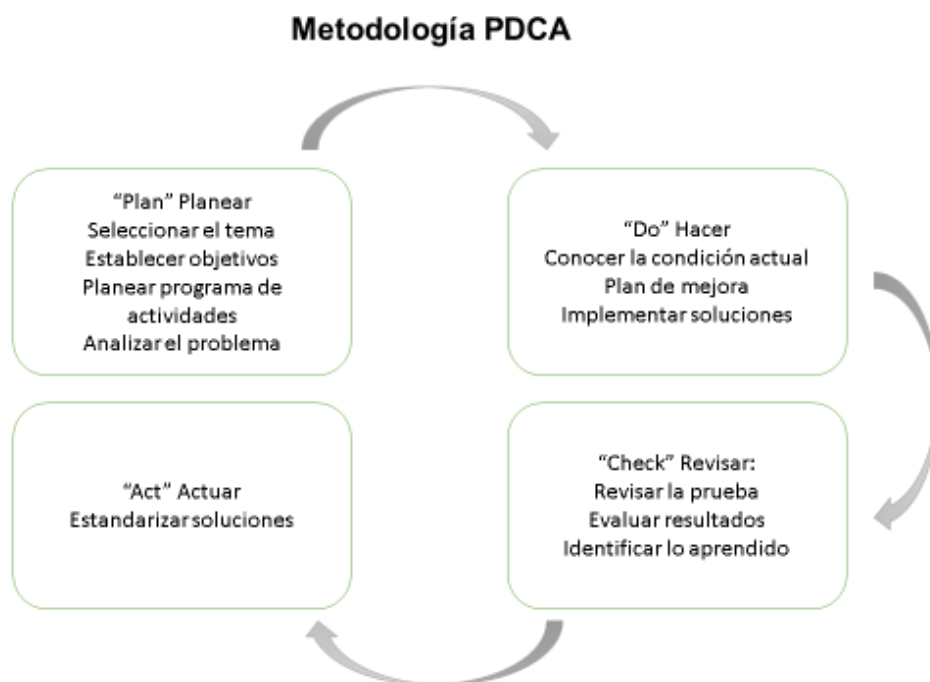 Metodología PDCA
“Plan” Planear
Seleccionar el tema
Establecer objetivos
Planear programa de
actividades
Analizar el problema
“Do” Hacer
Conocer la condición actual
Plan de mejora
Implementar soluciones
“Check” Revisar:
Revisar la prueba
Evaluar resultados
Identificar lo aprendido
“Act” Actuar
Estandarizar soluciones